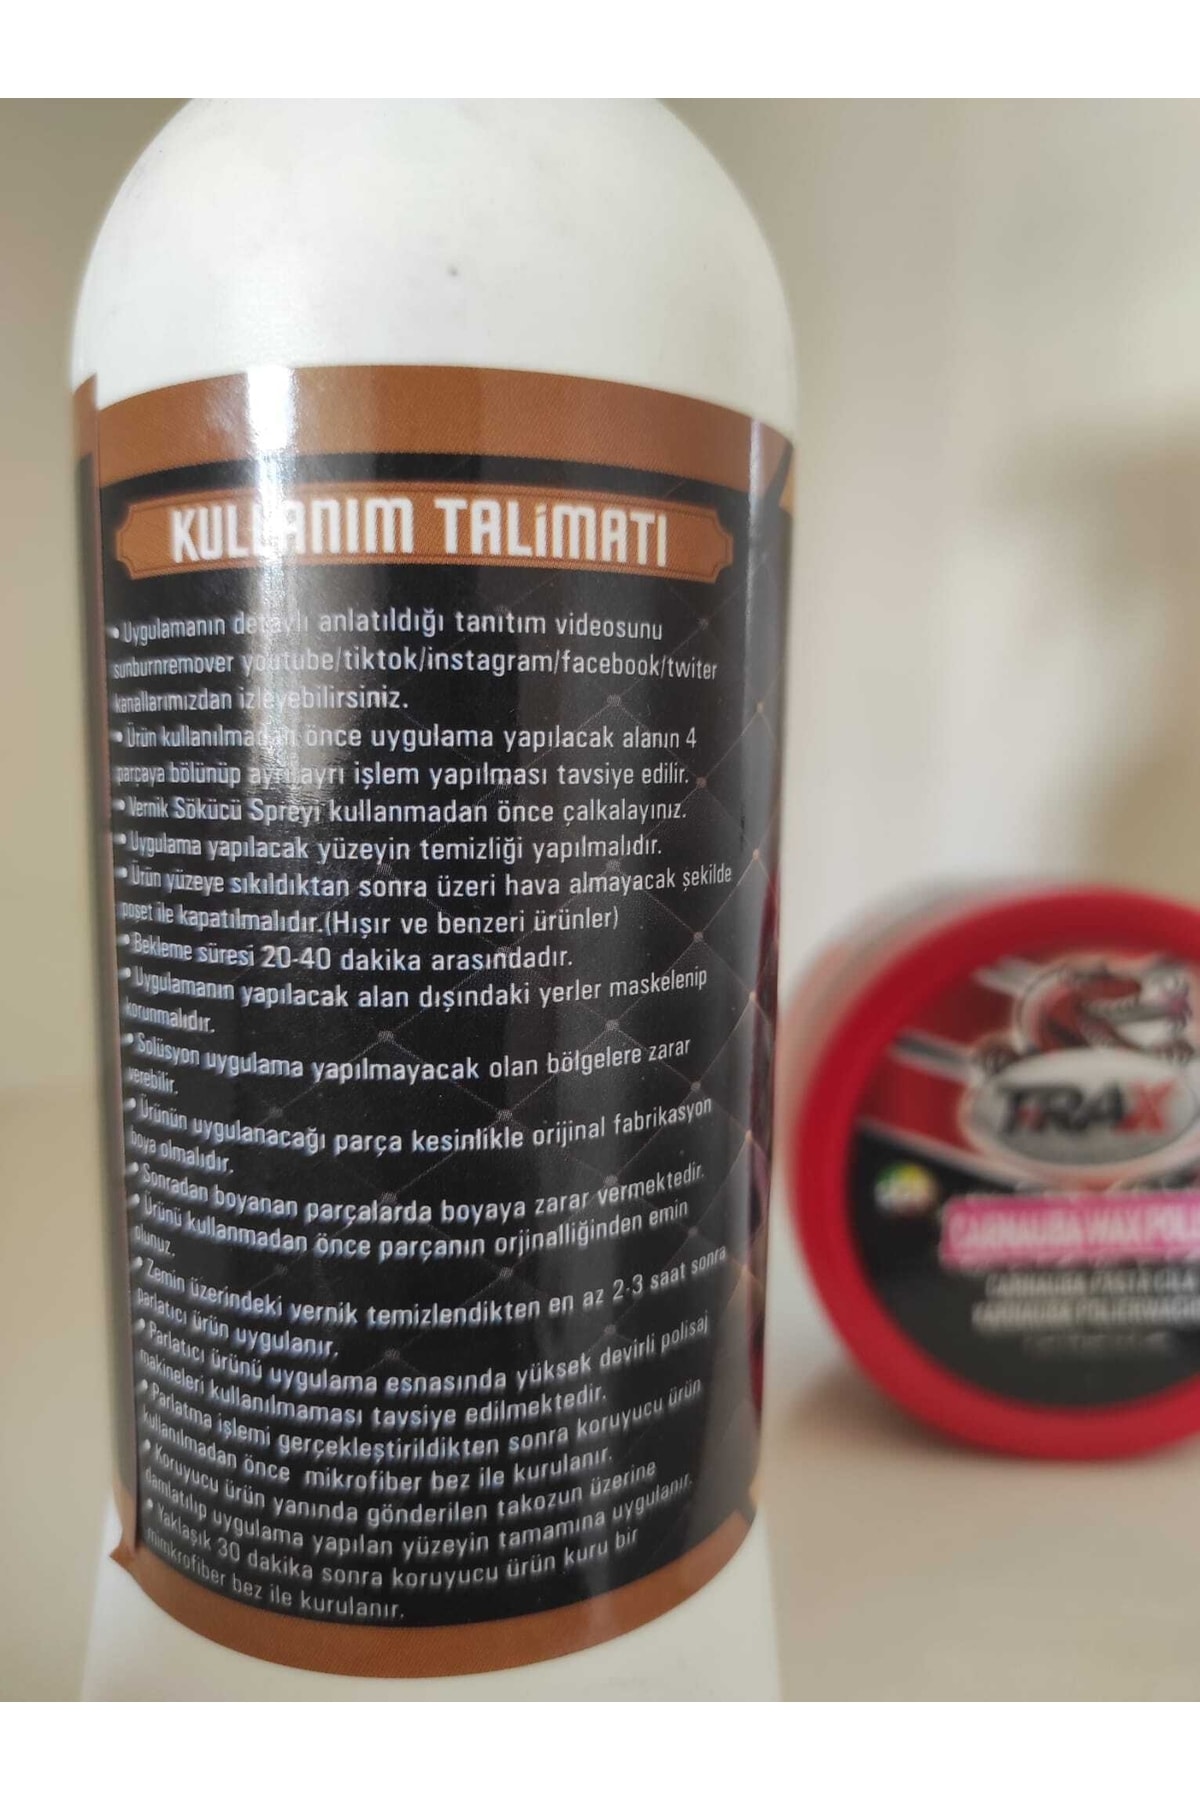 KULLANIM TALİMATI
• Uygulamanın detaylı anlatıldığı tanıtım videosunu
sunburnremover youtube/tiktok/instagram/facebook/twiter
kanallarımızdan izleyebilirsiniz.
• Ürün kullanılmadan önce uygulama yapılacak alanın 4
parçaya bölünüp ayrı ayrı işlem yapılması tavsiye edilir.
• Vernik Sökücü Spreyi kullanmadan önce çalkalayınız.
• Uygulama yapılacak yüzeyin temizliği yapılmalıdır.
• Ürün yüzeye sıkıldıktan sonra üzeri hava almayacak şekilde
poşet ile kapatılmalıdır.(Hışır ve benzeri ürünler)
• Bekleme süresi 20-40 dakika arasındadır.
• Uygulamanın yapılacak alan dışındaki yerler maskelenip
korunmalıdır.
• Solüsyon uygulama yapılmayacak olan bölgelere zarar
verebilir.
• Ürünün uygulanacağı parça kesinlikle orijinal fabrikasyon
boya olmalıdır.
• Sonradan boyanan parçalarda boyaya zarar vermektedir.
• Ürünü kullanmadan önce parçanın orjinalliğinden emin
olunuz.
• Zemin üzerindeki vernik temizlendikten en az 2-3 saat sonra
parlatıcı ürün uygulanır.
• Parlatıcı ürünü uygulama esnasında yüksek devirli polisaj
makineleri kullanılmaması tavsiye edilmektedir.
• Parlatma işlemi gerçekleştirildikten sonra koruyucu ürün
kullanılmadan önce mikrofiber bez ile kurulanır.
• Koruyucu ürün yanında gönderilen takozun üzerine
damlatılıp uygulama yapılan yüzeyin tamamına uygulanır.
• Yaklaşık 30 dakika sonra koruyucu ürün kuru bir
mimkrofiber bez ile kurulanır.
TRAX
CARNAUBA WAX